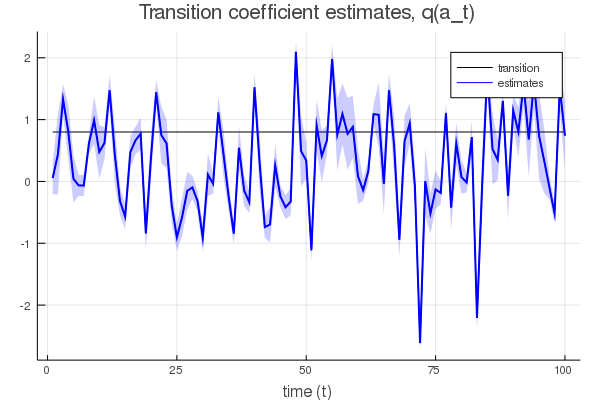 Transition coefficient estimates, q(a_t)
transition
estimates
2
1
0
-1
-2
0 25 50 75 100
time (t)